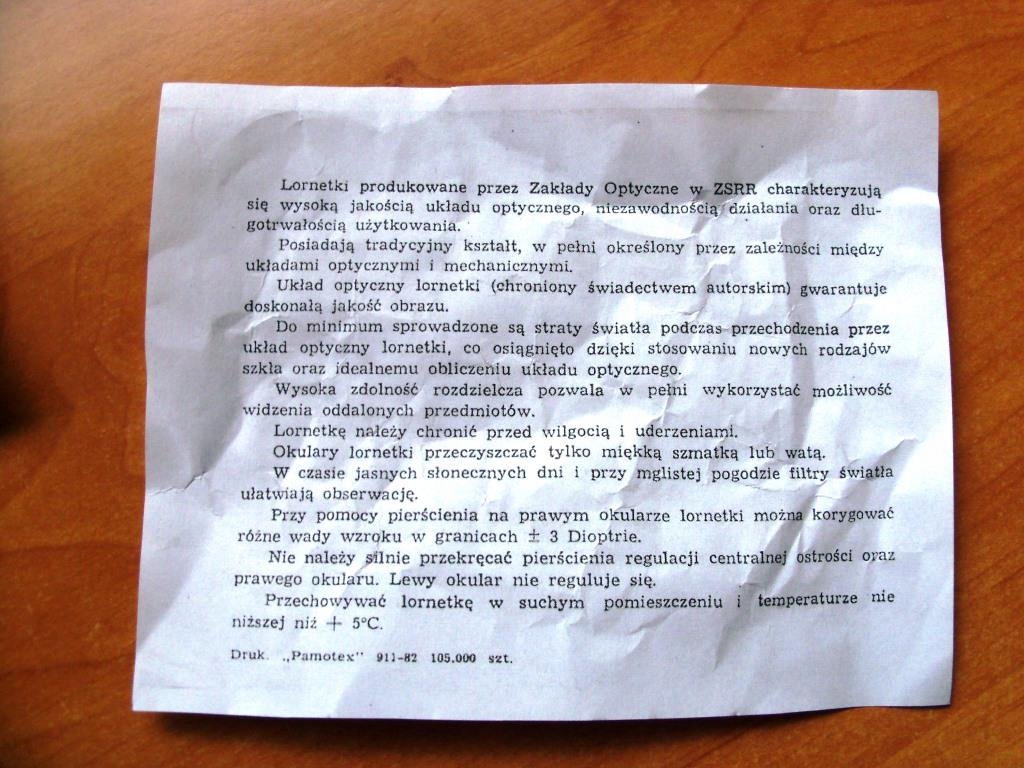 Lornetki produkowane przez Zakłady Optyczne w ZSRR charakteryzują
się wysoką jakością układu optycznego, niezawodnością działania oraz dłu-
gotrwałością użytkowania.
Posiadają tradycyjny kształt, w pełni określony przez zależności między
układami optycznymi i mechanicznymi.
Układ optyczny lornetki (chroniony świadectwem autorskim) gwarantuje
doskonałą jakość obrazu.
Do minimum sprowadzone są straty światła podczas przechodzenia przez
układ optyczny lornetki, co osiągnięto dzięki stosowaniu nowych rodzajów
szkła oraz idealnemu obliczeniu układu optycznego.
Wysoka zdolność rozdzielcza pozwala w pełni wykorzystać możliwość
widzenia oddalonych przedmiotów.
Lornetkę należy chronić przed wilgocią i uderzeniami.
Okulary lornetki przeczyszczać tylko miękką szmatką lub watą.
W czasie jasnych słonecznych dni i przy mglistej pogodzie filtry światła
ułatwiają obserwację.
Przy pomocy pierścienia na prawym okularze lornetki można korygować
różne wady wzroku w granicach ± 3 Dioptrie.
Nie należy silnie przekręcać pierścienia regulacji centralnej ostrości oraz
prawego okularu. Lewy okular nie reguluje się.
Przechowywać lornetkę w suchym pomieszczeniu i temperaturze nie
niższej niż + 5°C.
Druk. „Pamotex" 911-82 105.000 szt.